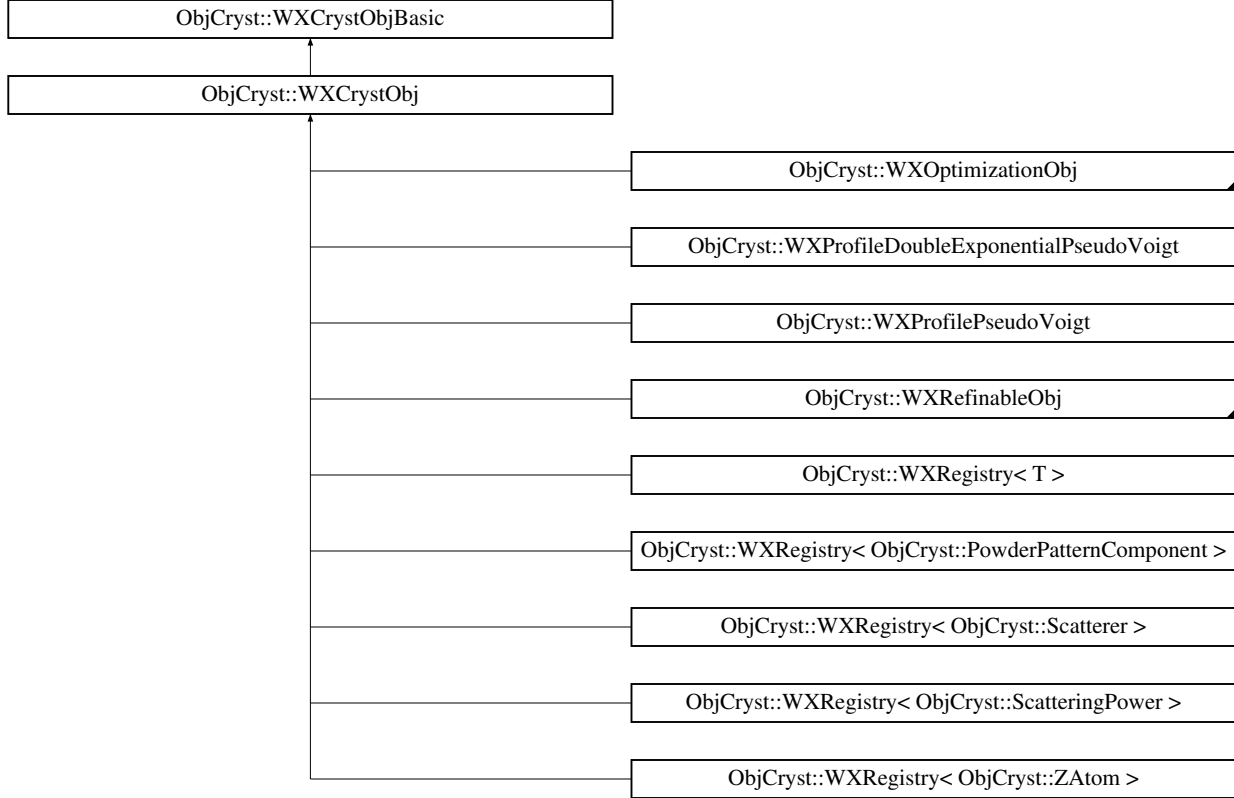 ObjCryst::WXCrystObjBasic
ObjCryst::WXCrystObj
ObjCryst::WXOptimizationObj
ObjCryst::WXProfileDoubleExponentialPseudoVoigt
ObjCryst::WXProfilePseudoVoigt
ObjCryst::WXRefinableObj
ObjCryst::WXRegistry< T >
ObjCryst::WXRegistry< ObjCryst::PowderPatternComponent >
ObjCryst::WXRegistry< ObjCryst::Scatterer >
ObjCryst::WXRegistry< ObjCryst::ScatteringPower >
ObjCryst::WXRegistry< ObjCryst::ZAtom >